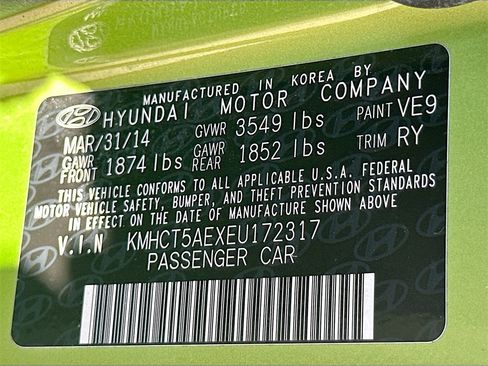 MANUFACTURED IN KOREA BY
HYUNDAI MOTOR COMPANY
MAR/31/14 GVWR 3549 lbs PAINT VE9
GAWR FRONT 1874 lbs GAWR REAR 1852 lbs TRIM RY
THIS VEHICLE CONFORMS TO ALL APPLICABLE U.S.A. FEDERAL
MOTOR VEHICLE SAFETY, BUMPER, AND THEFT PREVENTION STANDARDS
IN EFFECT ON THE DATE OF MANUFACTURE SHOWN ABOVE
V.I.N KMHCT5AEXEU172317
PASSENGER CAR